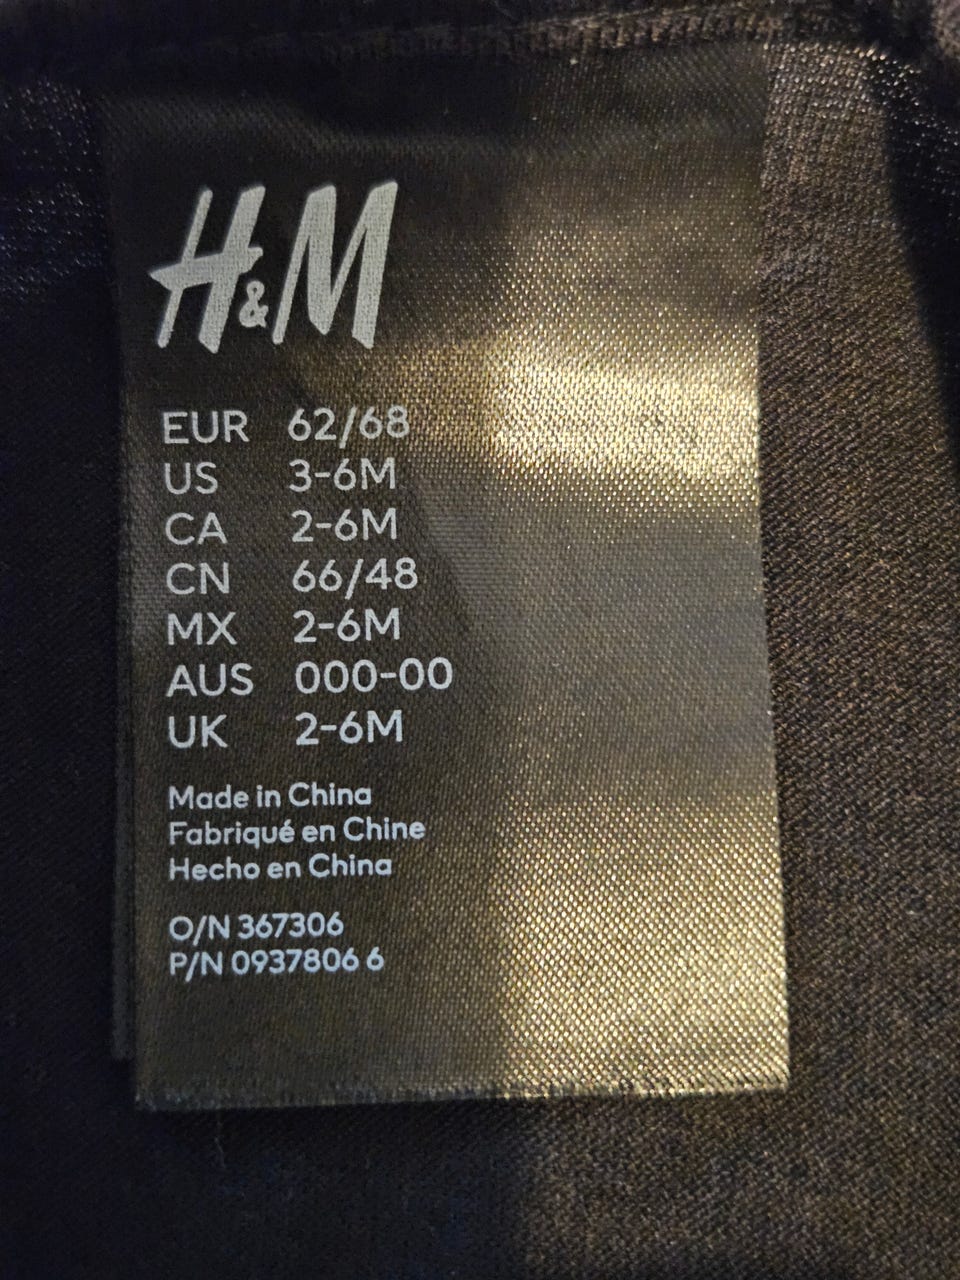 H&M
EUR 62/68
US 3-6M
CA 2-6M
CN 66/48
MX 2-6M
AUS 000-00
UK 2-6M
Made in China
Fabriqué en Chine
Hecho en China
O/N 367306
P/N 0937806 6